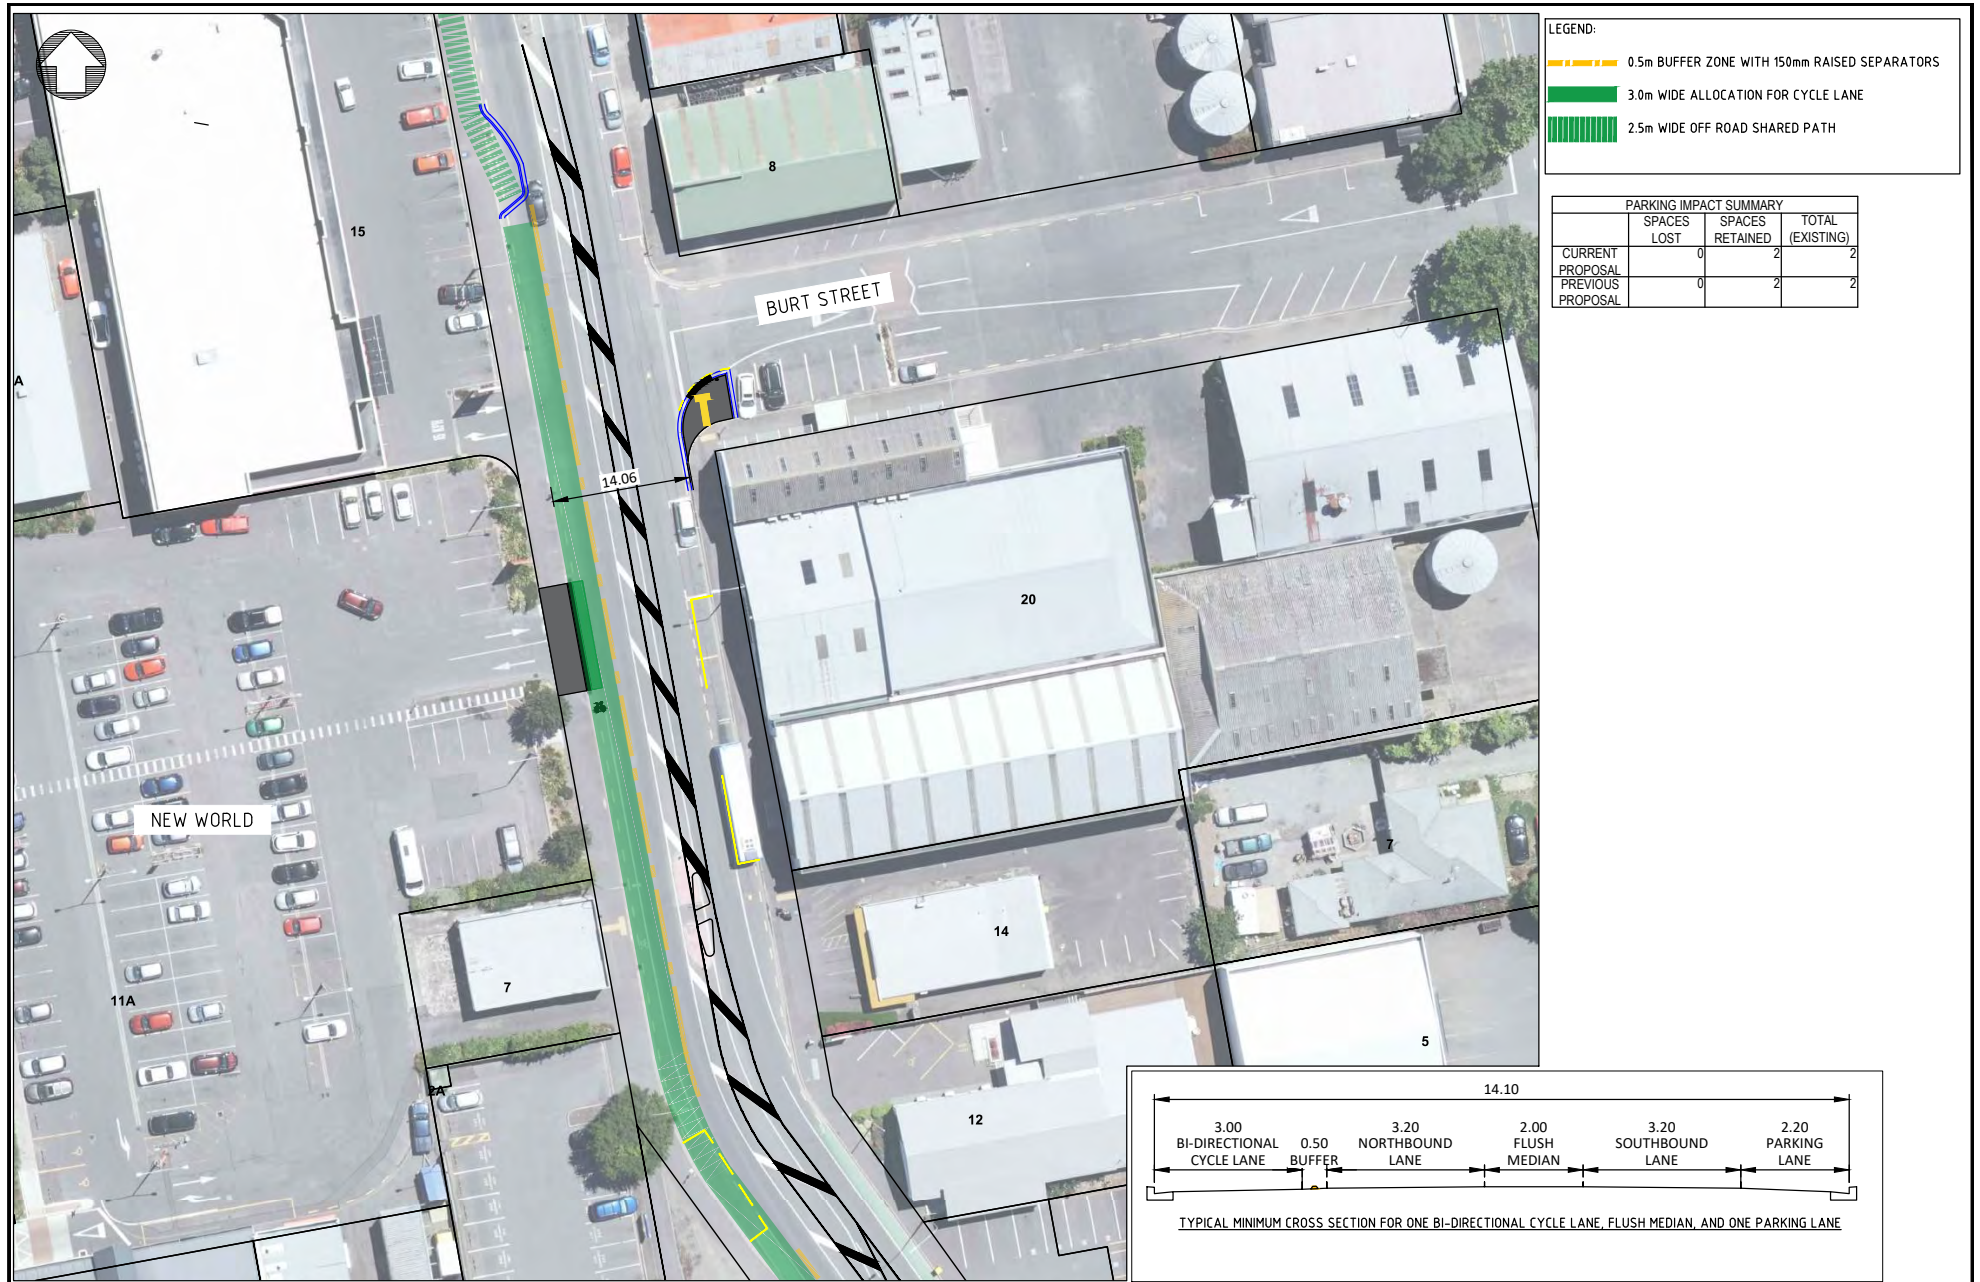 LEGEND:
0.5m BUFFER ZONE WITH 150mm RAISED SEPARATORS
3.0m WIDE ALLOCATION FOR CYCLE LANE
2.5m WIDE OFF ROAD SHARED PATH
PARKING IMPACT SUMMARY
SPACES LOST SPACES RETAINED TOTAL (EXISTING)
CURRENT PROPOSAL 0 2 2
PREVIOUS PROPOSAL 0 2 2
8
15
BURT STREET
A
14.06
20
NEW WORLD
7
14
7
11A
5
2A
12
14.10
3.00 BI-DIRECTIONAL CYCLE LANE
0.50 BUFFER
3.20 NORTHBOUND LANE
2.00 FLUSH MEDIAN
3.20 SOUTHBOUND LANE
2.20 PARKING LANE
TYPICAL MINIMUM CROSS SECTION FOR ONE BI-DIRECTIONAL CYCLE LANE, FLUSH MEDIAN, AND ONE PARKING LANE